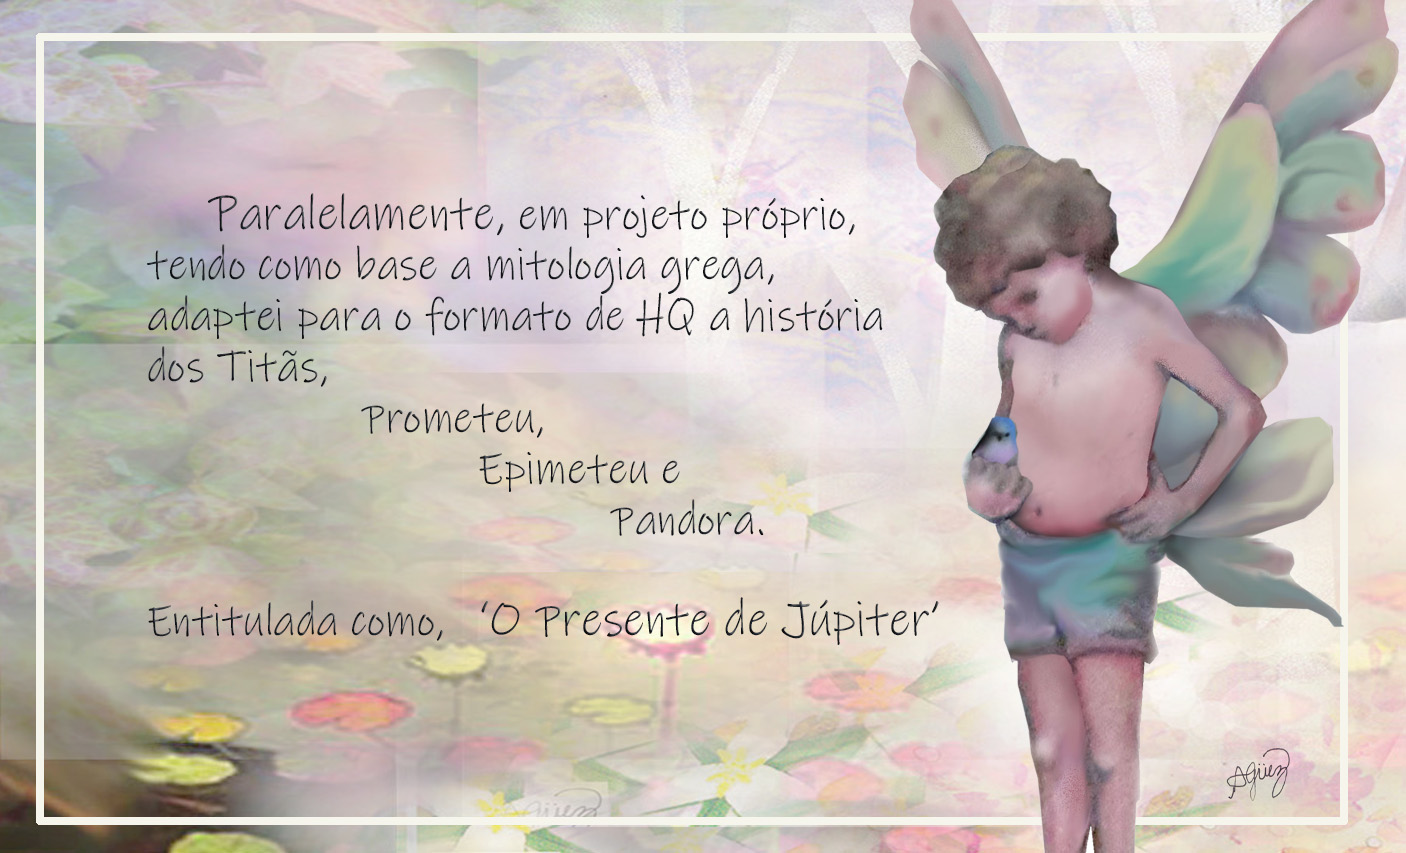 Paralelamente, em projeto próprio,
tendo como base a mitologia grega,
adaptei para o formato de HQ a história
dos Titãs,
Prometeu,
Epimeteu e
Pandora.
Entitulada como, ‘O Presente de Júpiter’
AGüez